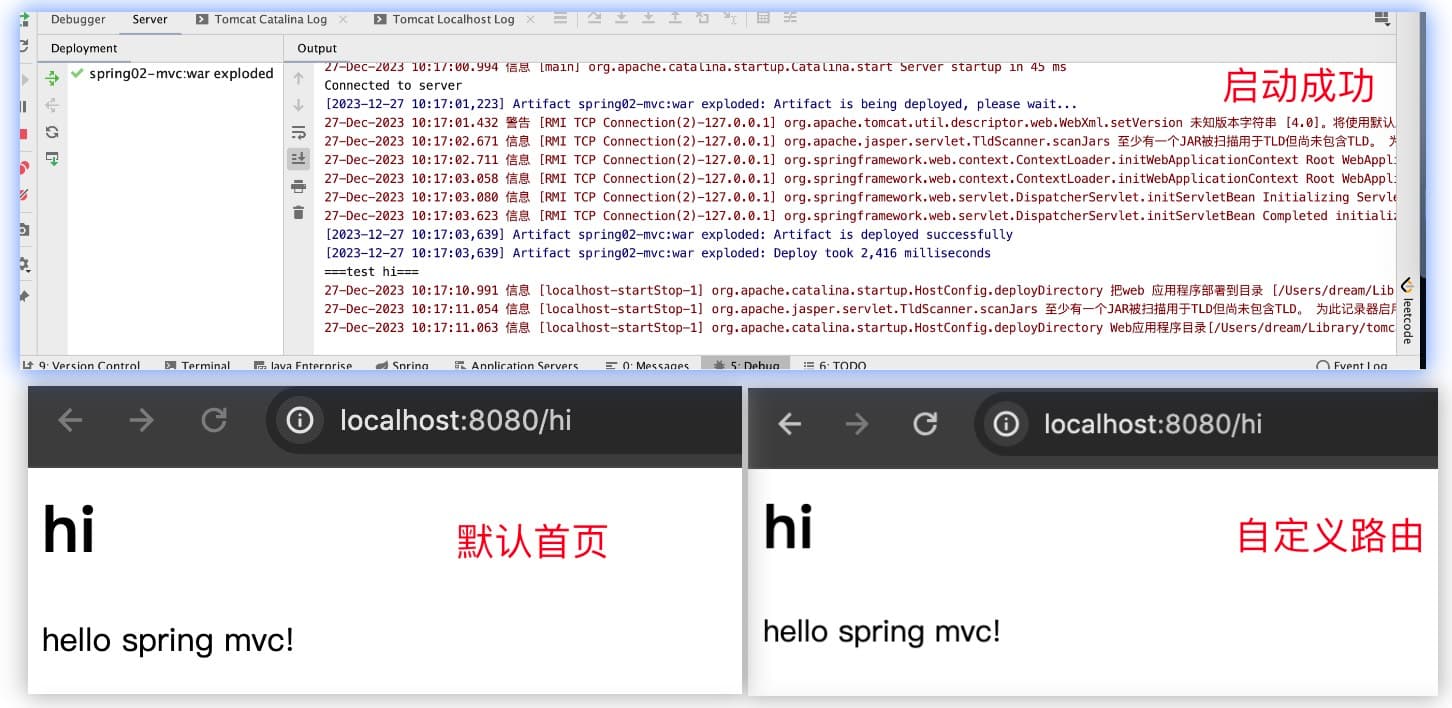 Debugger Server Tomcat Catalina Log Tomcat Localhost Log
Deployment Output
spring02-mvc:war exploded
27-Dec-2023 10:17:00.994 信息 [main] org.apache.catalina.startup.Catalina.start Server startup in 45 ms
启动成功
Connected to server
[2023-12-27 10:17:01,223] Artifact spring02-mvc:war exploded: Artifact is being deployed, please wait...
27-Dec-2023 10:17:01.432 警告 [RMI TCP Connection(2)-127.0.0.1] org.apache.tomcat.util.descriptor.web.WebXml.setVersion 未知版本字符串 [4.0]。将使用默认
27-Dec-2023 10:17:02.671 信息 [RMI TCP Connection(2)-127.0.0.1] org.apache.jasper.servlet.TldScanner.scanJars 至少有一个JAR被扫描用于TLD但尚未包含TLD。 为
27-Dec-2023 10:17:02.711 信息 [RMI TCP Connection(2)-127.0.0.1] org.springframework.web.context.ContextLoader.initWebApplicationContext Root WebAppl
27-Dec-2023 10:17:03.058 信息 [RMI TCP Connection(2)-127.0.0.1] org.springframework.web.context.ContextLoader.initWebApplicationContext Root WebAppl
27-Dec-2023 10:17:03.080 信息 [RMI TCP Connection(2)-127.0.0.1] org.springframework.web.servlet.DispatcherServlet.initServletBean Initializing Servle
27-Dec-2023 10:17:03.623 信息 [RMI TCP Connection(2)-127.0.0.1] org.springframework.web.servlet.DispatcherServlet.initServletBean Completed initializ
[2023-12-27 10:17:03,639] Artifact spring02-mvc:war exploded: Artifact is deployed successfully
[2023-12-27 10:17:03,639] Artifact spring02-mvc:war exploded: Deploy took 2,416 milliseconds
===test hi===
27-Dec-2023 10:17:10.991 信息 [localhost-startStop-1] org.apache.catalina.startup.HostConfig.deployDirectory 把web 应用程序部署到目录 [/Users/dream/Lib
27-Dec-2023 10:17:11.054 信息 [localhost-startStop-1] org.apache.jasper.servlet.TldScanner.scanJars 至少有一个JAR被扫描用于TLD但尚未包含TLD。 为此记录器启用
27-Dec-2023 10:17:11.063 信息 [localhost-startStop-1] org.apache.catalina.startup.HostConfig.deployDirectory Web应用程序目录[/Users/dream/Library/tomc
leetcode
9: Version Control Terminal Java Enterprise Spring Application Servers 0: Messages 5: Debug 6: TODO Event Log
localhost:8080/hi
hi
默认首页
hello spring mvc!
localhost:8080/hi
hi
自定义路由
hello spring mvc!